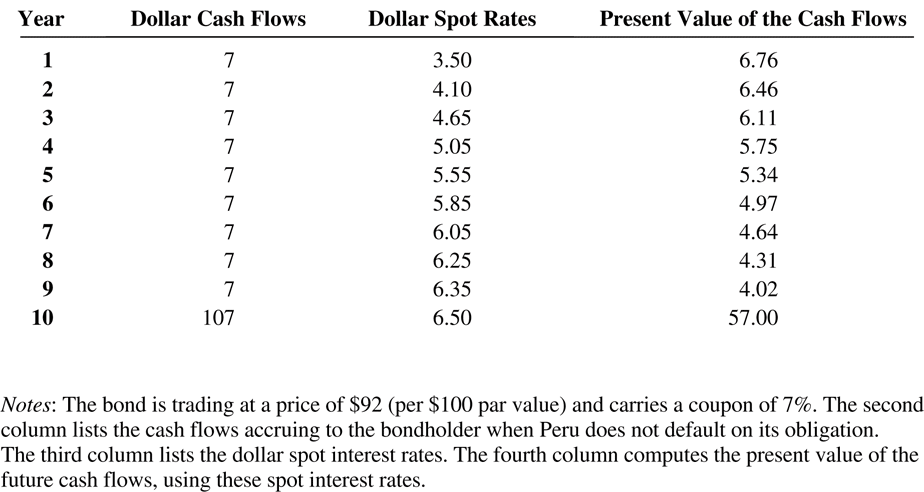 Year Dollar Cash Flows Dollar Spot Rates Present Value of the Cash Flows
1 7 3.50 6.76
2 7 4.10 6.46
3 7 4.65 6.11
4 7 5.05 5.75
5 7 5.55 5.34
6 7 5.85 4.97
7 7 6.05 4.64
8 7 6.25 4.31
9 7 6.35 4.02
10 107 6.50 57.00
Notes: The bond is trading at a price of $92 (per $100 par value) and carries a coupon of 7%. The second
column lists the cash flows accruing to the bondholder when Peru does not default on its obligation.
The third column lists the dollar spot interest rates. The fourth column computes the present value of the
future cash flows, using these spot interest rates.